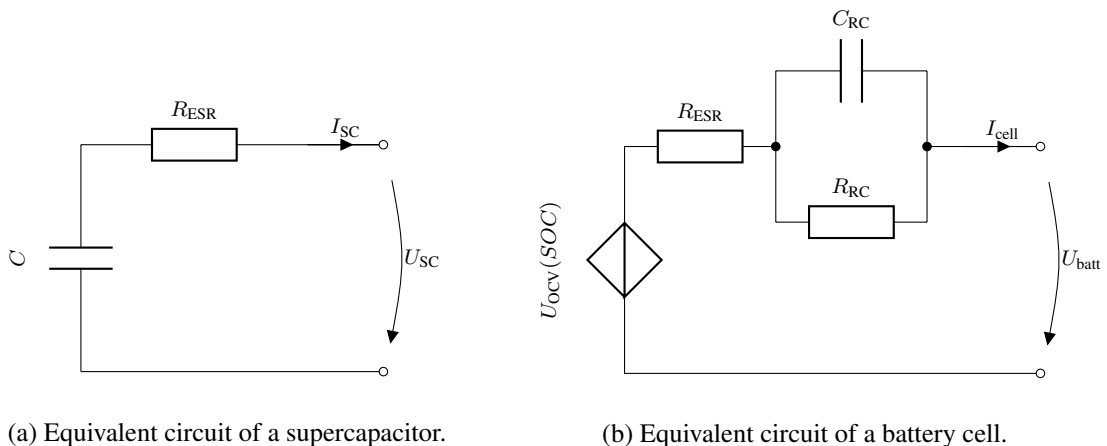 C_RC
R_ESR
I_SC
R_ESR
I_cell
R_RC
C
U_SC
U_OCV(SOC)
U_batt
(a) Equivalent circuit of a supercapacitor.
(b) Equivalent circuit of a battery cell.